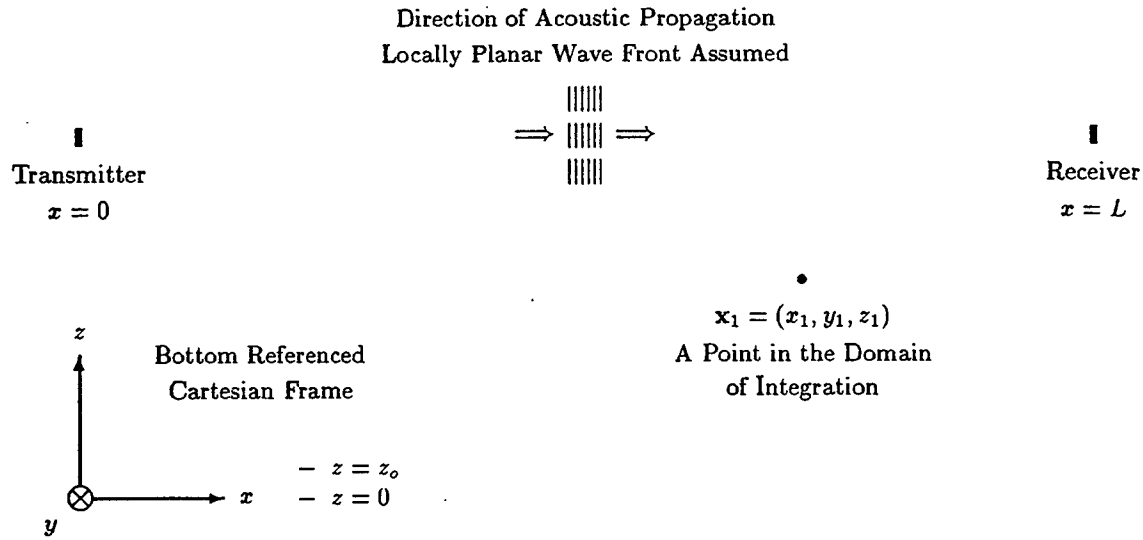 Direction of Acoustic Propagation
Locally Planar Wave Front Assumed
Transmitter
x = 0
Receiver
x = L
x₁ = (x₁, y₁, z₁)
A Point in the Domain
of Integration
z
Bottom Referenced
Cartesian Frame
– z = zₒ
x – z = 0
y